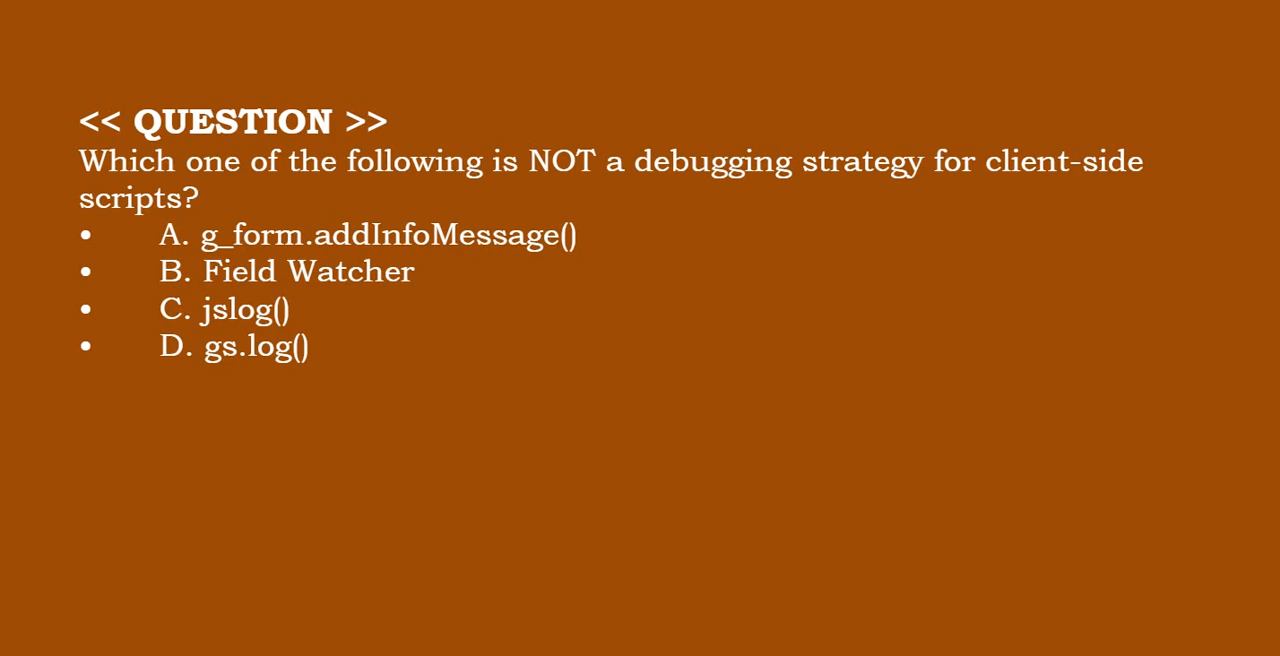 << QUESTION >>
Which one of the following is NOT a debugging strategy for client-side
scripts?
• A. g_form.addInfoMessage()
• B. Field Watcher
• C. jslog()
• D. gs.log()